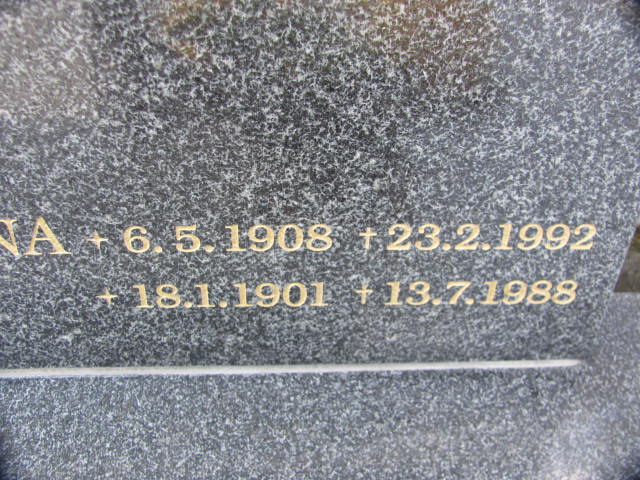 NA + 6.5.1908 † 23.2.1992
+ 18.1.1901 † 13.7.1988